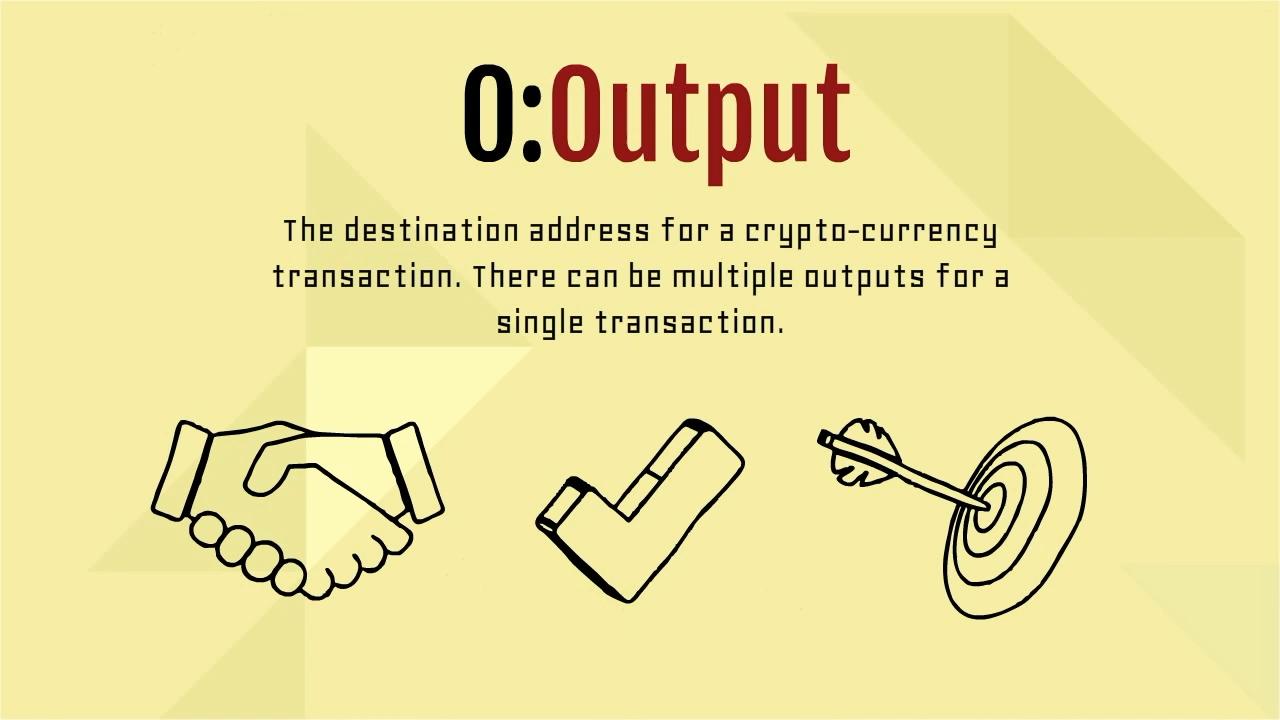 O:Output
The destination address for a crypto-currency
transaction. There can be multiple outputs for a
single transaction.